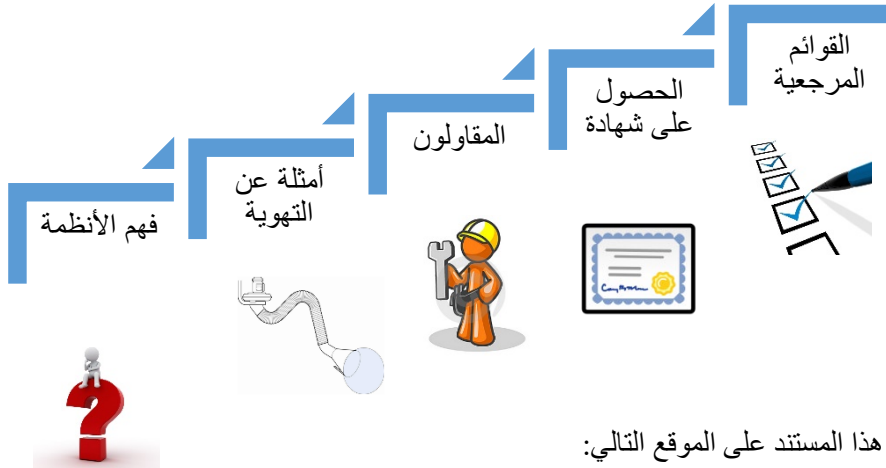 فهم الأنظمة
أمثلة عن
التهوية
المقاولون
الحصول
على شهادة
القوائم
المرجعية
هذا المستند على الموقع التالي: